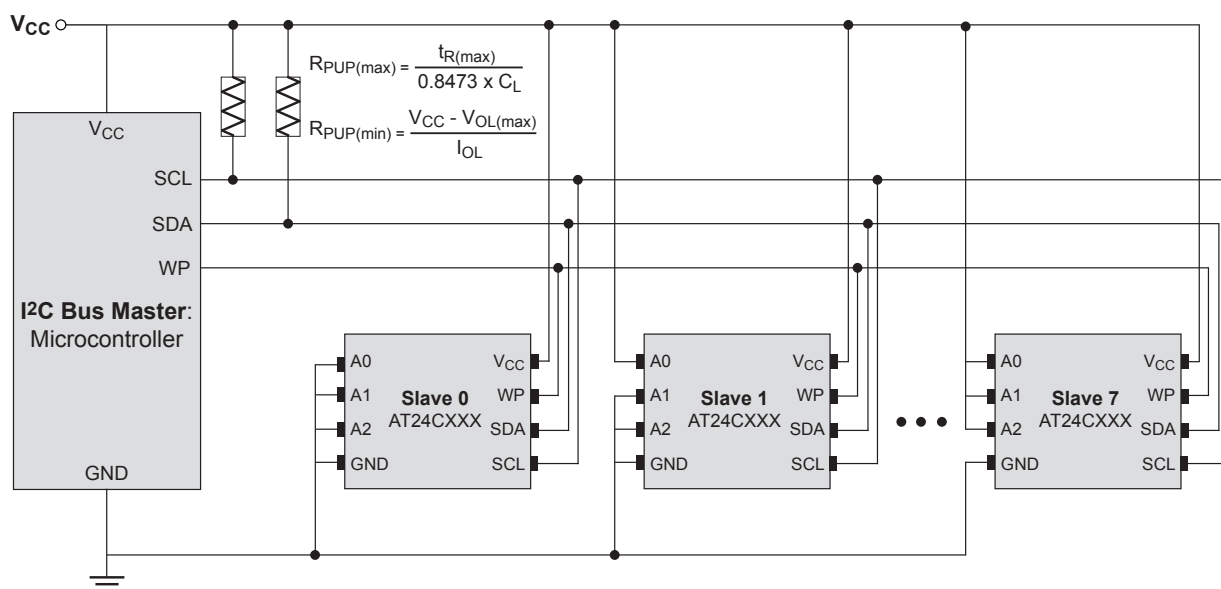 VCC
RPUP(max) = tR(max)
0.8473 x CL
RPUP(min) = VCC - VOL(max)
IOL
VCC
SCL
SDA
WP
I2C Bus Master:
Microcontroller
GND
A0
A1
A2
GND
Slave 0
AT24CXXX
VCC
WP
SDA
SCL
A0
A1
A2
GND
Slave 1
AT24CXXX
VCC
WP
SDA
SCL
A0
A1
A2
GND
Slave 7
AT24CXXX
VCC
WP
SDA
SCL